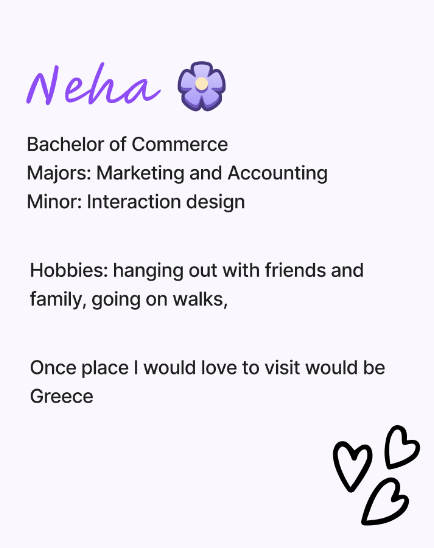 Neha
Bachelor of Commerce
Majors: Marketing and Accounting
Minor: Interaction design
Hobbies: hanging out with friends and
family, going on walks,
Once place I would love to visit would be
Greece